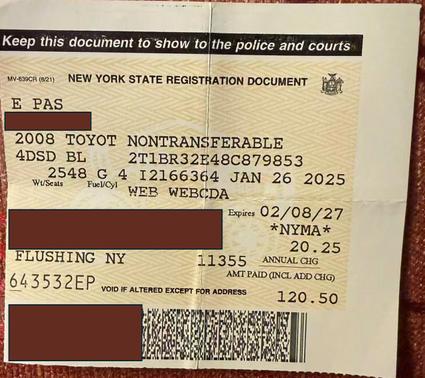 Keep this document to show to the police and courts
MV-639CR (8/21) NEW YORK STATE REGISTRATION DOCUMENT
E PAS
2008 TOYOT NONTRANSFERABLE
4DSD BL 2T1BR32E48C879853
2548 G 4 I2166364 JAN 26 2025
Wt/Seats Fuel/Cyl WEB WEBCDA
Expires 02/08/27
*NYMA*
20.25
FLUSHING NY 11355 ANNUAL CHG
AMT PAID (INCL ADD CHG)
643532EP VOID IF ALTERED EXCEPT FOR ADDRESS
120.50